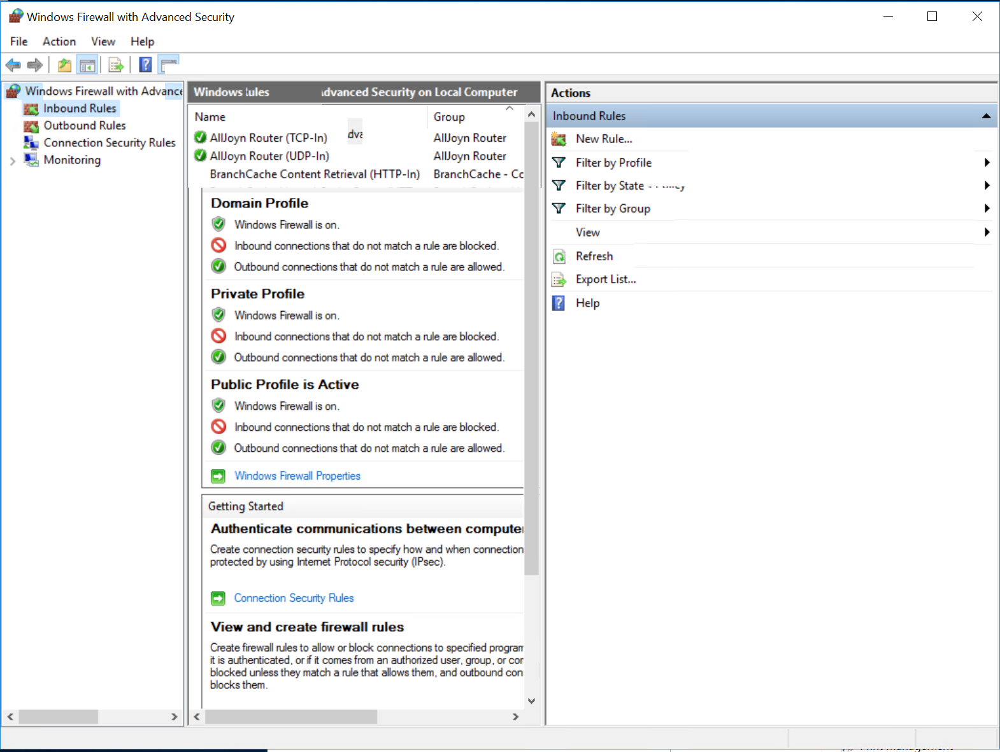 Windows Firewall with Advanced Security
File Action View Help
Windows Firewall with Advance
Inbound Rules
Outbound Rules
Connection Security Rules
Monitoring
Windows ules dvanced Security on Local Computer
Name Group
AllJoyn Router (TCP-In) dva AllJoyn Router
AllJoyn Router (UDP-In) AllJoyn Router
BranchCache Content Retrieval (HTTP-In) BranchCache - Co
Domain Profile
Windows Firewall is on.
Inbound connections that do not match a rule are blocked.
Outbound connections that do not match a rule are allowed.
Private Profile
Windows Firewall is on.
Inbound connections that do not match a rule are blocked.
Outbound connections that do not match a rule are allowed.
Public Profile is Active
Windows Firewall is on.
Inbound connections that do not match a rule are blocked.
Outbound connections that do not match a rule are allowed.
Windows Firewall Properties
Getting Started
Authenticate communications between compute
Create connection security rules to specify how and when connection
protected by using Internet Protocol security (IPsec).
Connection Security Rules
View and create firewall rules
Create firewall rules to allow or block connections to specified program
it is authenticated, or if it comes from an authorized user, group, or com
blocked unless they match a rule that allows them, and outbound con
blocks them.
Actions
Inbound Rules
New Rule...
Filter by Profile
Filter by State
Filter by Group
View
Refresh
Export List...
Help